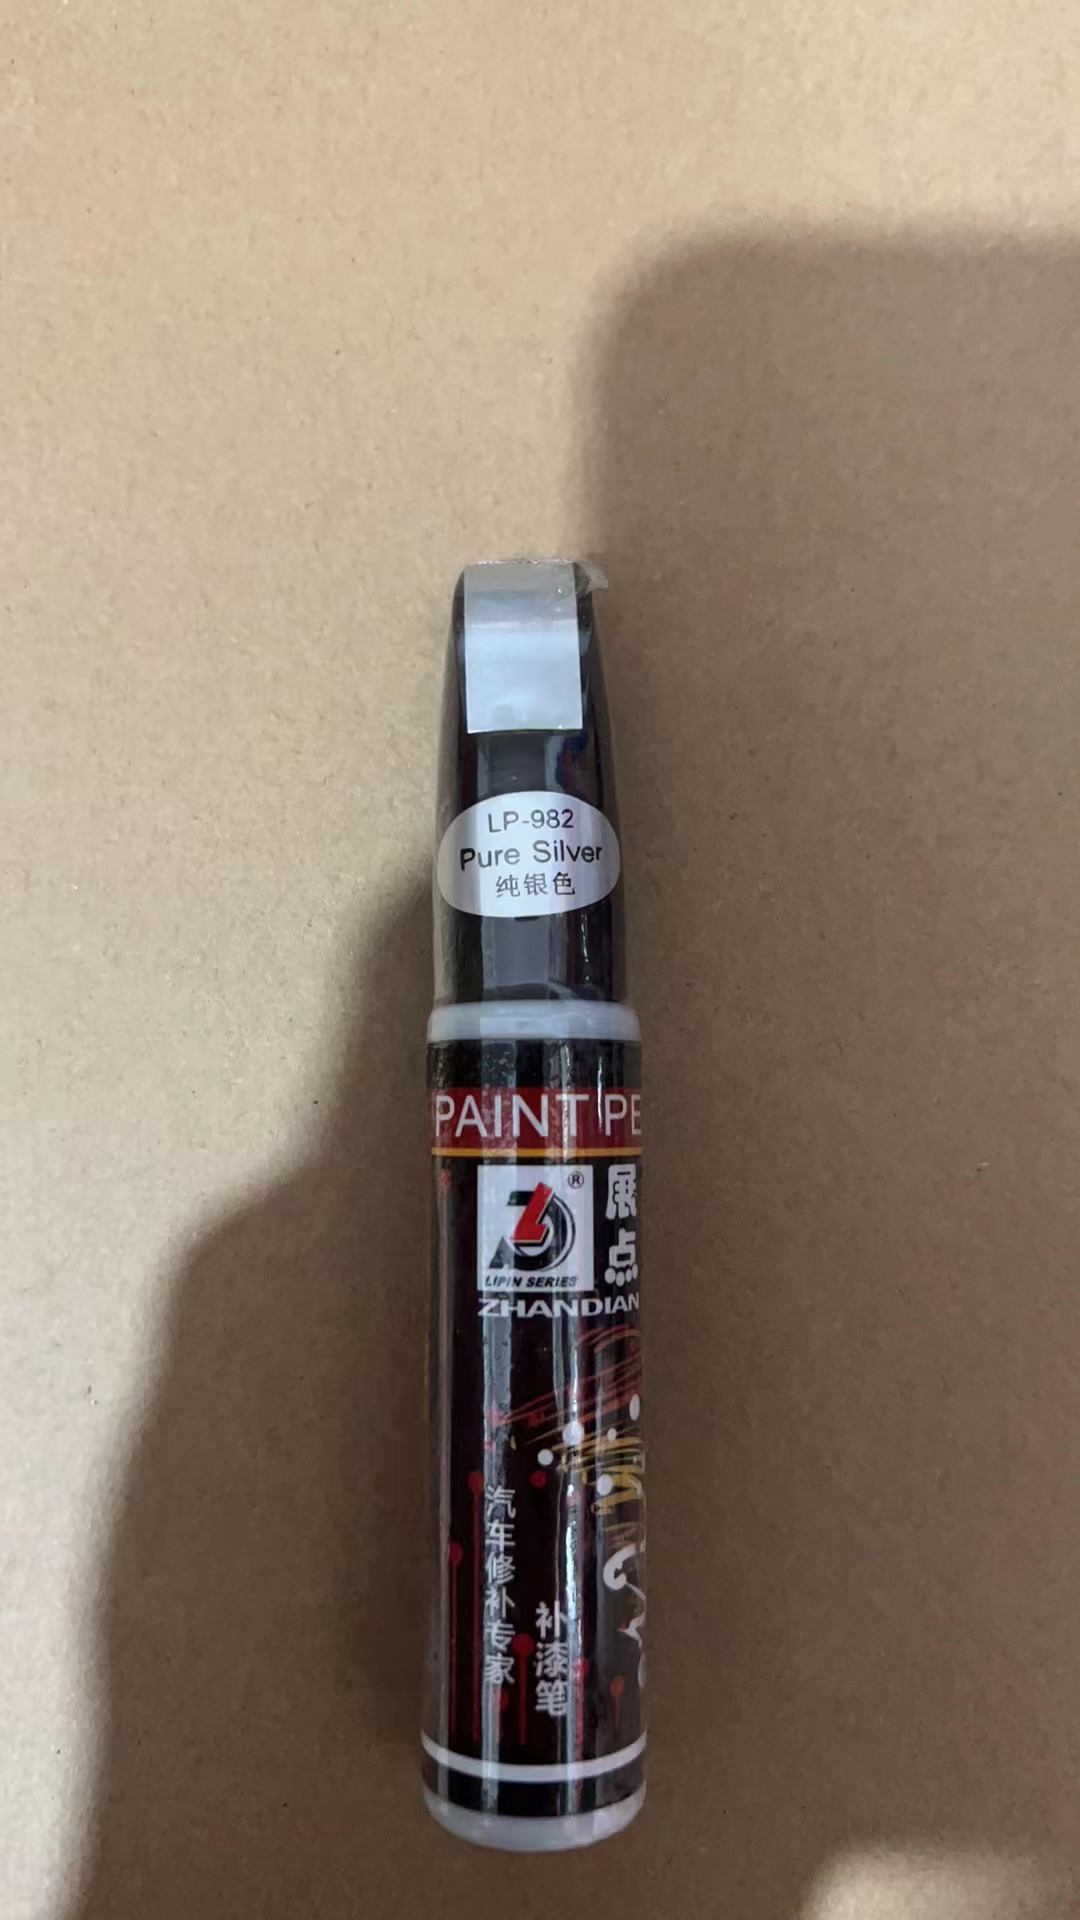 LP-982
Pure Silver
纯银色
PAINT PE
®
LIPIN SERIES
展点
ZHANDIAN
汽车修补专家
补漆笔